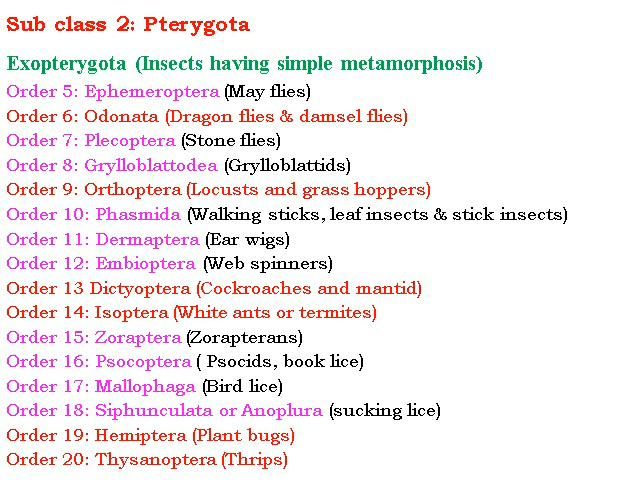 Sub class 2: Pterygota
Exopterygota (Insects having simple metamorphosis)
Order 5: Ephemeroptera (May flies)
Order 6: Odonata (Dragon flies & damsel flies)
Order 7: Plecoptera (Stone flies)
Order 8: Grylloblattodea (Grylloblattids)
Order 9: Orthoptera (Locusts and grass hoppers)
Order 10: Phasmida (Walking sticks, leaf insects & stick insects)
Order 11: Dermaptera (Ear wigs)
Order 12: Embioptera (Web spinners)
Order 13 Dictyoptera (Cockroaches and mantid)
Order 14: Isoptera (White ants or termites)
Order 15: Zoraptera (Zorapterans)
Order 16: Psocoptera ( Psocids, book lice)
Order 17: Mallophaga (Bird lice)
Order 18: Siphunculata or Anoplura (sucking lice)
Order 19: Hemiptera (Plant bugs)
Order 20: Thysanoptera (Thrips)